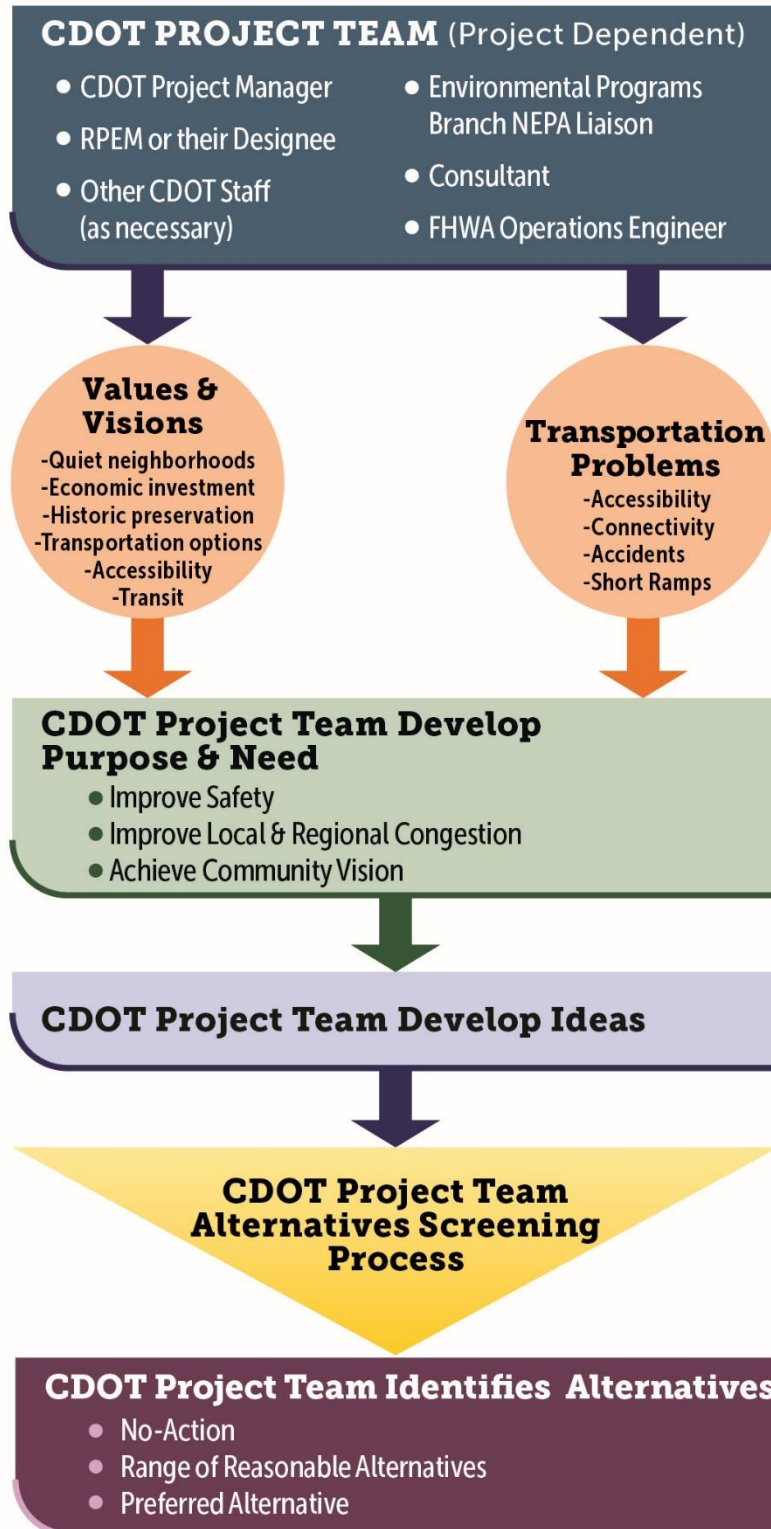 CDOT PROJECT TEAM (Project Dependent)
• CDOT Project Manager
• RPEM or their Designee
• Other CDOT Staff
(as necessary)
• Environmental Programs
Branch NEPA Liaison
• Consultant
• FHWA Operations Engineer
Values &
Visions
-Quiet neighborhoods
-Economic investment
-Historic preservation
-Transportation options
-Accessibility
-Transit
Transportation
Problems
-Accessibility
-Connectivity
-Accidents
-Short Ramps
CDOT Project Team Develop
Purpose & Need
• Improve Safety
• Improve Local & Regional Congestion
• Achieve Community Vision
CDOT Project Team Develop Ideas
CDOT Project Team
Alternatives Screening
Process
CDOT Project Team Identifies Alternatives
• No-Action
• Range of Reasonable Alternatives
• Preferred Alternative